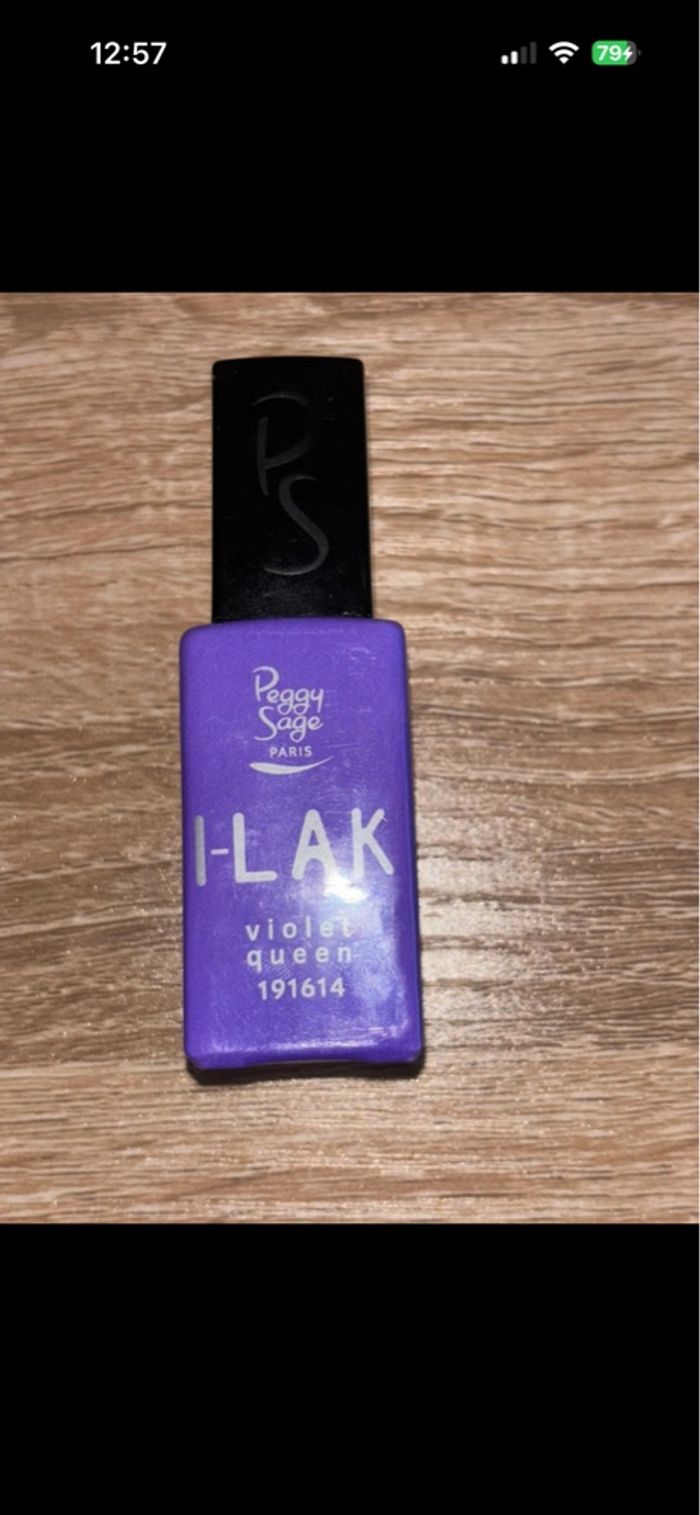 12:57
79
PS
Peggy
Sage
PARIS
I-LAK
violet
queen
191614